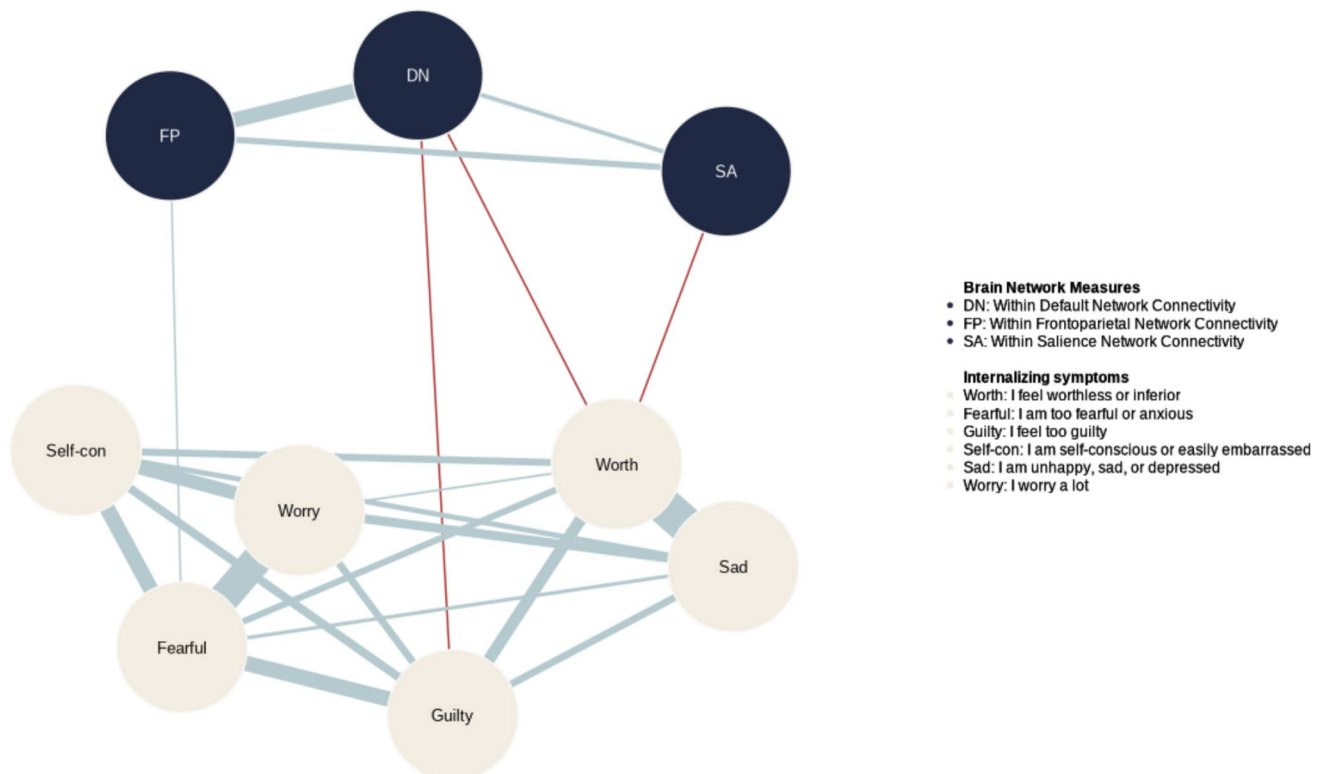 DN
FP
SA
Self-con
Worth
Worry
Sad
Fearful
Guilty
Brain Network Measures
DN: Within Default Network Connectivity
FP: Within Frontoparietal Network Connectivity
SA: Within Salience Network Connectivity
Internalizing symptoms
Worth: I feel worthless or inferior
Fearful: I am too fearful or anxious
Guilty: I feel too guilty
Self-con: I am self-conscious or easily embarrassed
Sad: I am unhappy, sad, or depressed
Worry: I worry a lot